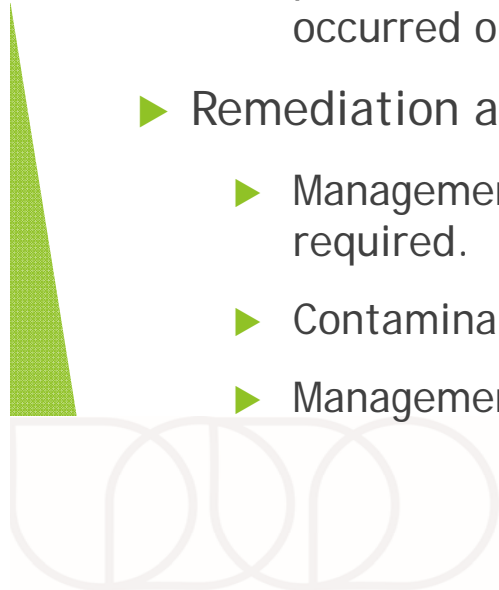 occurred o
▶ Remediation a
▶ Managemen
required.
▶ Contamina
▶ Managemen